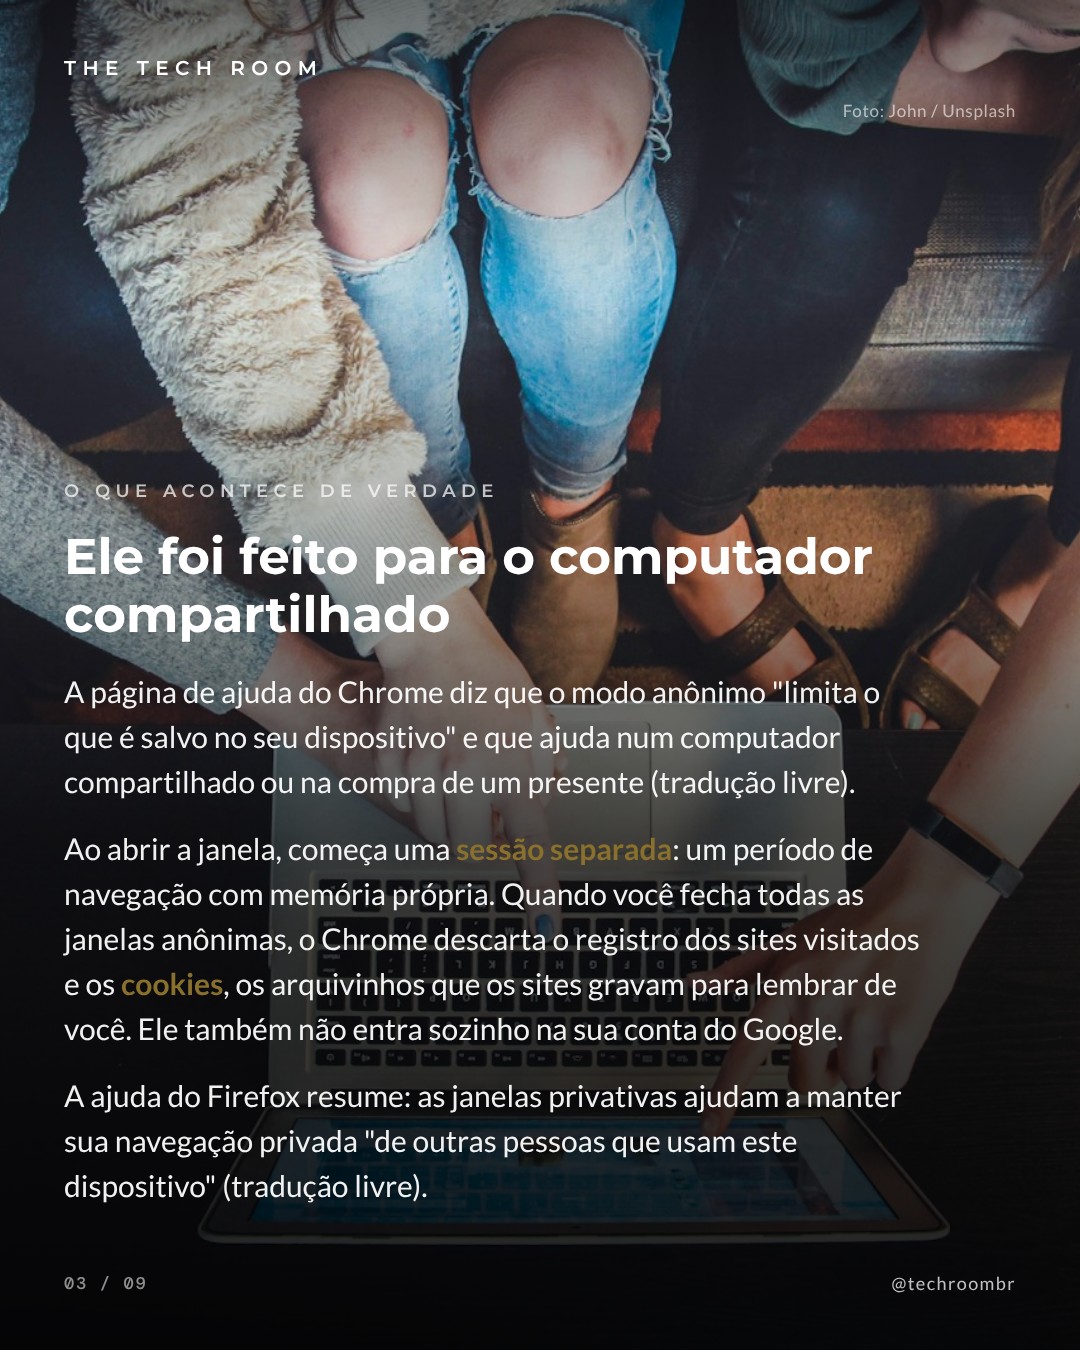 THE TECH ROOM
Foto: John / Unsplash
O QUE ACONTECE DE VERDADE
Ele foi feito para o computador
compartilhado
A página de ajuda do Chrome diz que o modo anônimo "limita o
que é salvo no seu dispositivo" e que ajuda num computador
compartilhado ou na compra de um presente (tradução livre).
Ao abrir a janela, começa uma sessão separada: um período de
navegação com memória própria. Quando você fecha todas as
janelas anônimas, o Chrome descarta o registro dos sites visitados
e os cookies, os arquivinhos que os sites gravam para lembrar de
você. Ele também não entra sozinho na sua conta do Google.
A ajuda do Firefox resume: as janelas privativas ajudam a manter
sua navegação privada "de outras pessoas que usam este
dispositivo" (tradução livre).
03 / 09
@techroombr